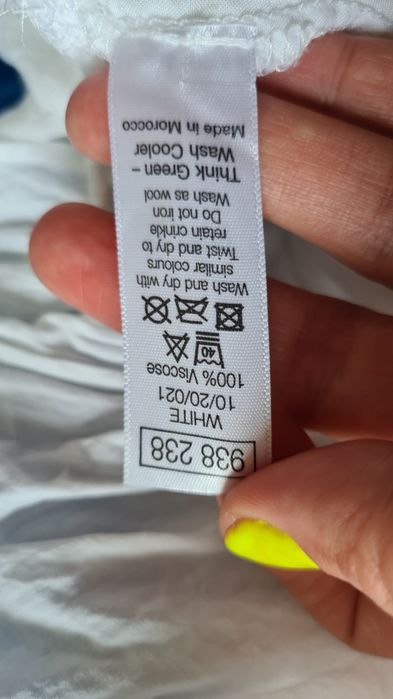 938 238
WHITE
10/20/021
100% Viscose
40
Wash and dry with
similar colours
Twist and dry to
retain crinkle
Do not iron
Wash as wool
Think Green –
Wash Cooler
Made in Morocco